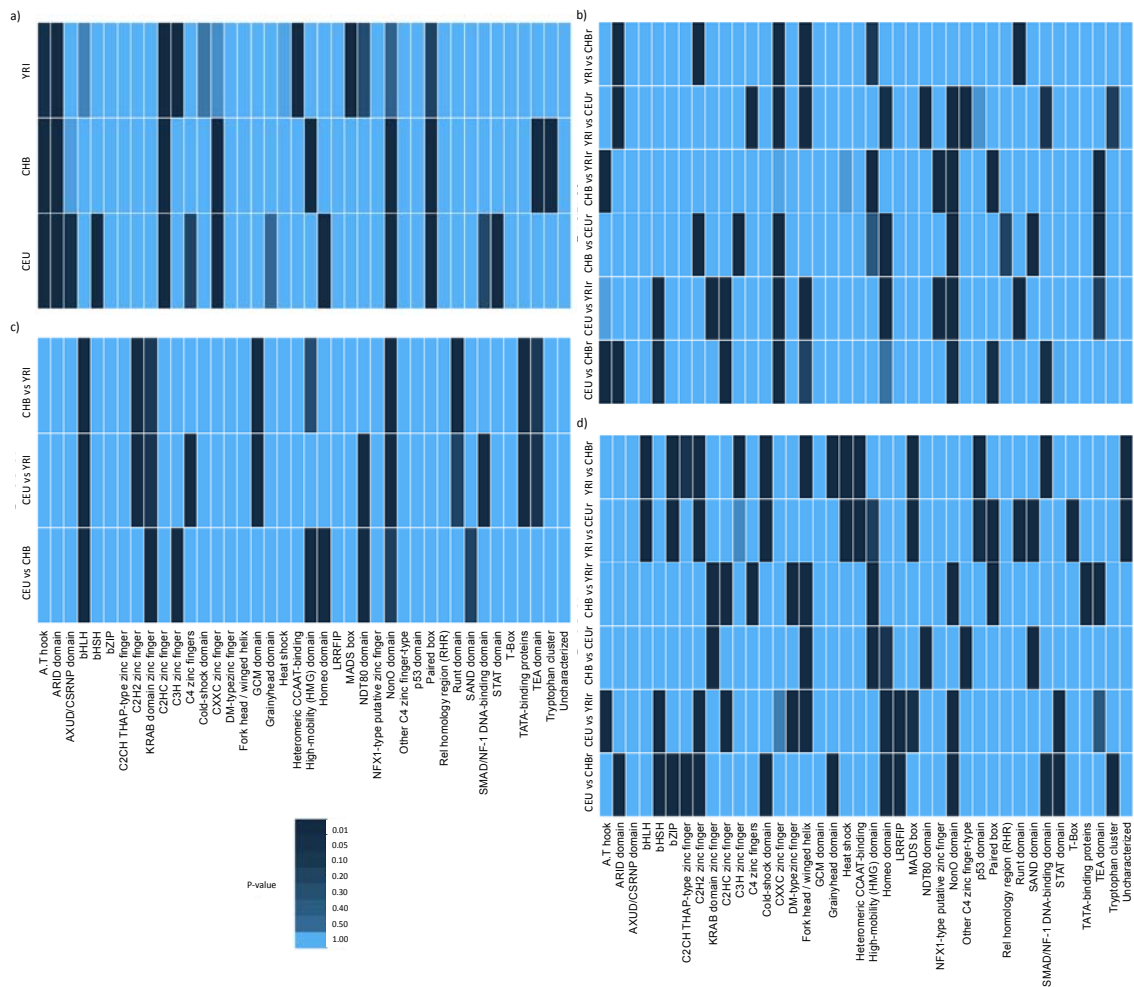 a)
YRI
CHB
CEU
b)
YRI vs CHBr
YRI vs CEUr
CHB vs YRIr
CHB vs CEUr
CEU vs YRIr
CEU vs CHBr
c)
CHB vs YRI
CEU vs YRI
CEU vs CHB
A.T hook
ARID domain
AXUD/CSRNP domain
bHLH
bHSH
bZIP
C2CH THAP-type zinc finger
C2H2 zinc finger
KRAB domain zinc finger
C2HC zinc finger
C3H zinc finger
C4 zinc fingers
Cold-shock domain
CXXC zinc finger
DM-typezinc finger
Fork head / winged helix
GCM domain
Grainyhead domain
Heat shock
Heteromeric CCAAT-binding
High-mobility (HMG) domain
Homeo domain
LRRFIP
MADS box
NDT80 domain
NFX1-type putative zinc finger
NonO domain
Other C4 zinc finger-type
p53 domain
Paired box
Rel homology region (RHR)
Runt domain
SAND domain
SMAD/NF-1 DNA-binding domain
STAT domain
T-Box
TATA-binding proteins
TEA domain
Tryptophan cluster
Uncharacterized
d)
YRI vs CHBr
YRI vs CEUr
CHB vs YRIr
CHB vs CEUr
CEU vs YRIr
CEU vs CHBr
A.T hook
ARID domain
AXUD/CSRNP domain
bHLH
bHSH
bZIP
C2CH THAP-type zinc finger
C2H2 zinc finger
KRAB domain zinc finger
C2HC zinc finger
C3H zinc finger
C4 zinc fingers
Cold-shock domain
CXXC zinc finger
DM-typezinc finger
Fork head / winged helix
GCM domain
Grainyhead domain
Heat shock
Heteromeric CCAAT-binding
High-mobility (HMG) domain
Homeo domain
LRRFIP
MADS box
NDT80 domain
NFX1-type putative zinc finger
NonO domain
Other C4 zinc finger-type
p53 domain
Paired box
Rel homology region (RHR)
Runt domain
SAND domain
SMAD/NF-1 DNA-binding domain
STAT domain
T-Box
TATA-binding proteins
TEA domain
Tryptophan cluster
Uncharacterized
P-value
0.01
0.05
0.10
0.20
0.30
0.40
0.50
1.00